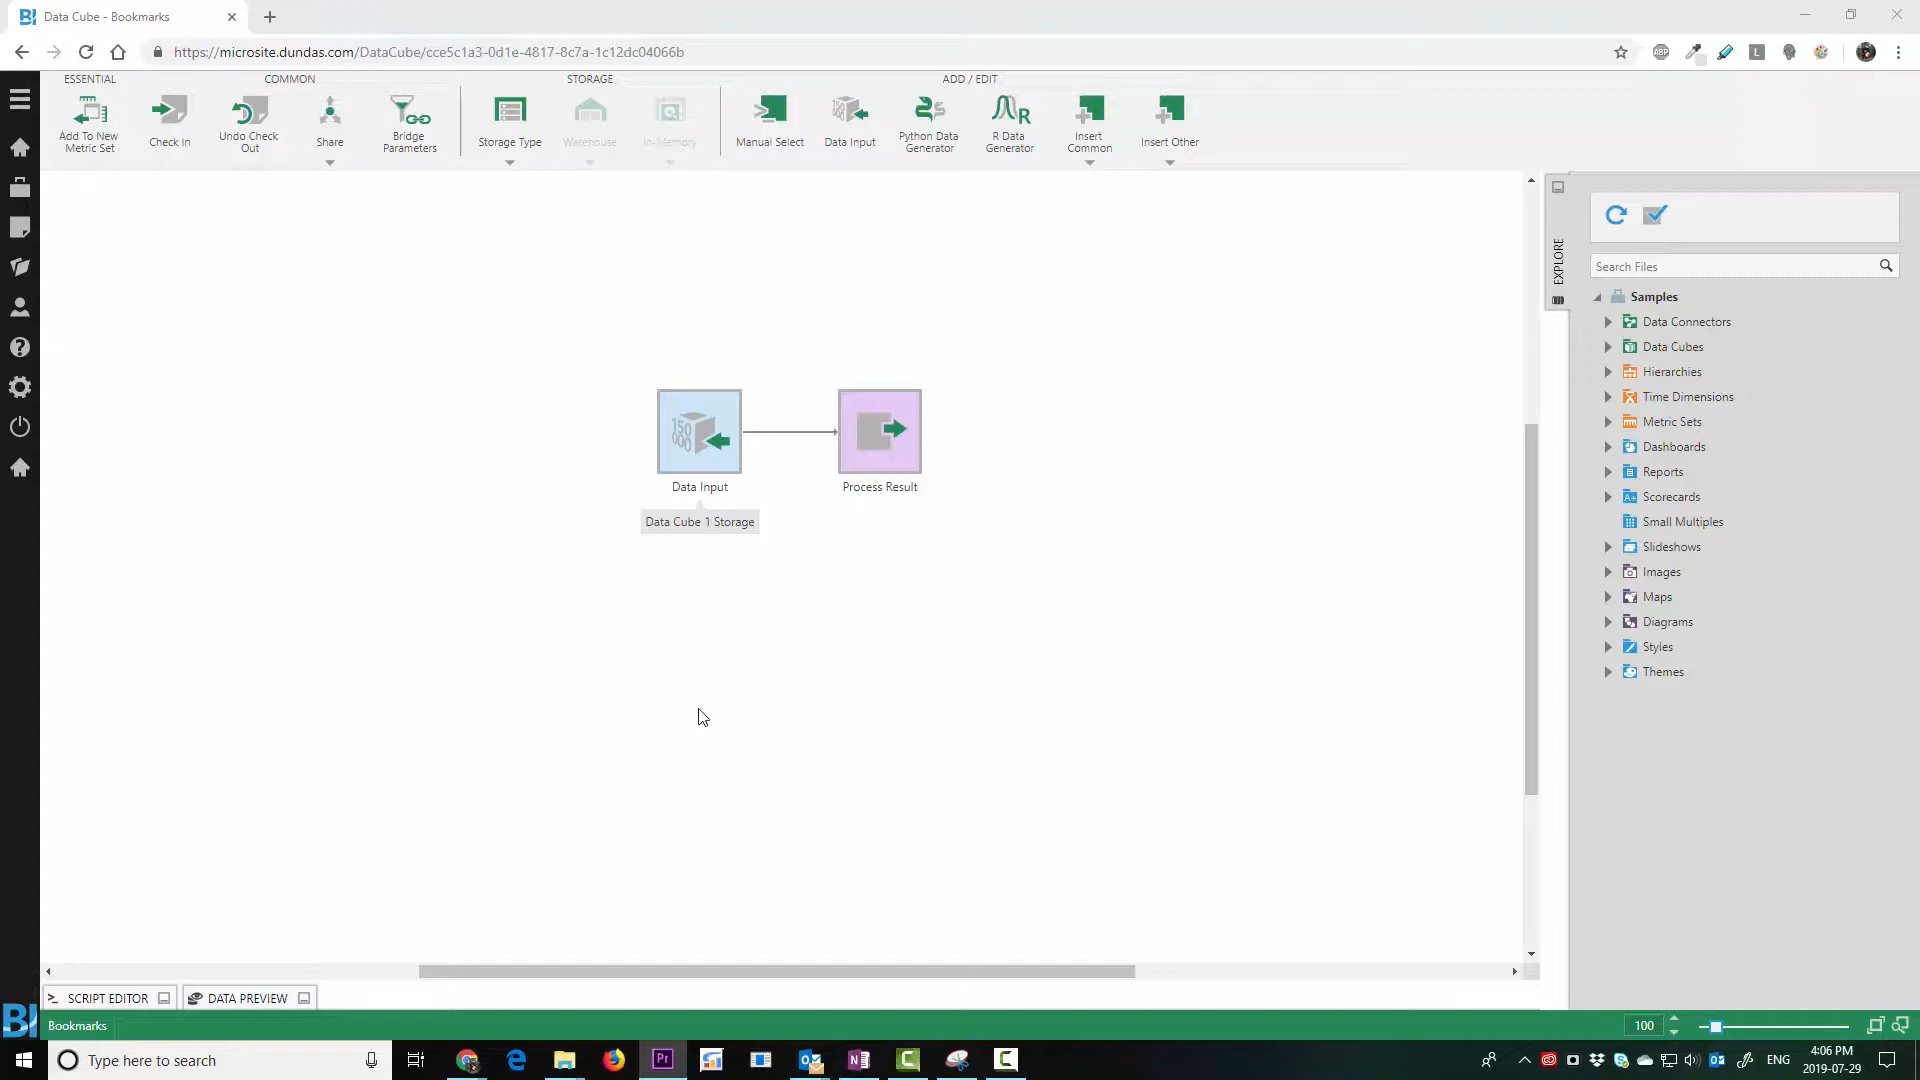 Data Cube - Bookmarks
https://microsite.dundas.com/DataCube/cce5c1a3-0d1e-4817-8c7a-1c12dc04066b
ABP
L
ESSENTIAL
COMMON
STORAGE
ADD / EDIT
Add To New
Metric Set
Check In
Undo Check
Out
Share
Bridge
Parameters
Storage Type
Warehouse
In-Memory
Manual Select
Data Input
Python Data
Generator
R
R Data
Generator
Insert
Common
Insert Other
EXPLORE
Search Files
Samples
Data Connectors
Data Cubes
Hierarchies
Time Dimensions
Metric Sets
Dashboards
Reports
Scorecards
Small Multiples
Slideshows
Images
Maps
Diagrams
Styles
Themes
150
000
Data Input
Process Result
Data Cube 1 Storage
SCRIPT EDITOR
DATA PREVIEW
BI
Bookmarks
100
Type here to search
Pr
ENG
4:06 PM
2019-07-29